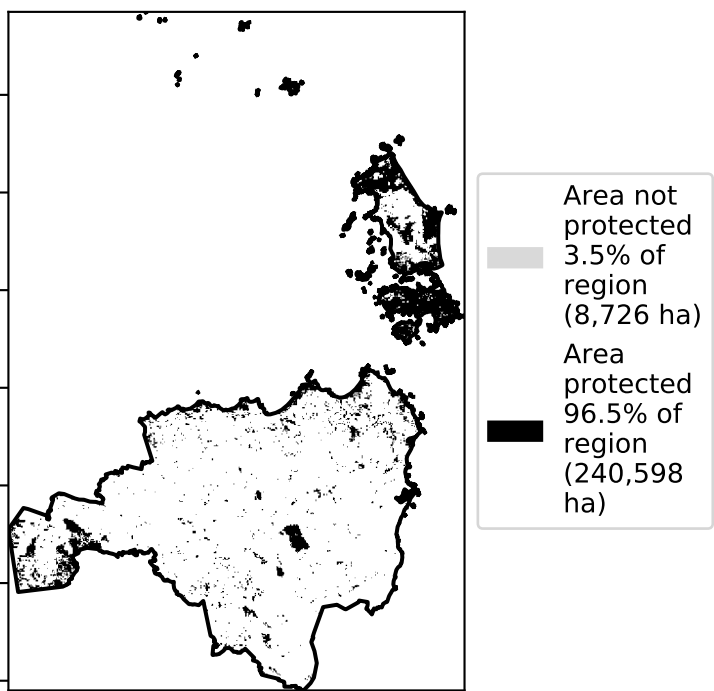 Area not
protected
3.5% of
region
(8,726 ha)
Area
protected
96.5% of
region
(240,598
ha)